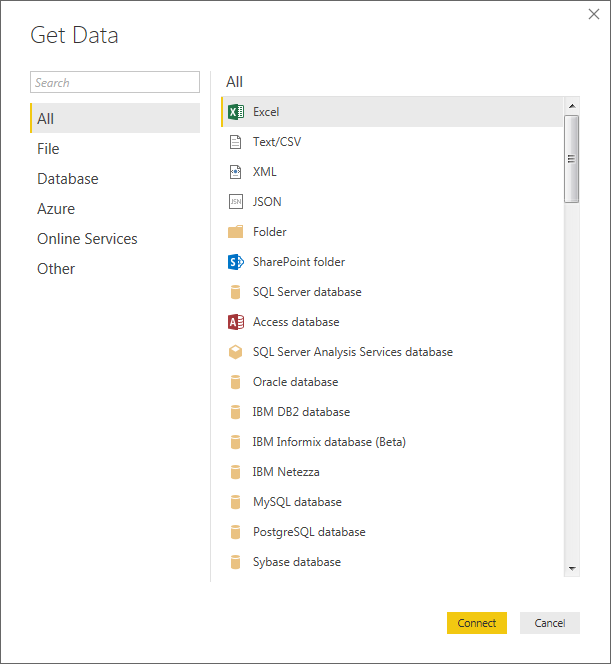 Get Data
Search
All
File
Database
Azure
Online Services
Other
All
Excel
Text/CSV
XML
JSON
Folder
SharePoint folder
SQL Server database
Access database
SQL Server Analysis Services database
Oracle database
IBM DB2 database
IBM Informix database (Beta)
IBM Netezza
MySQL database
PostgreSQL database
Sybase database
Connect
Cancel